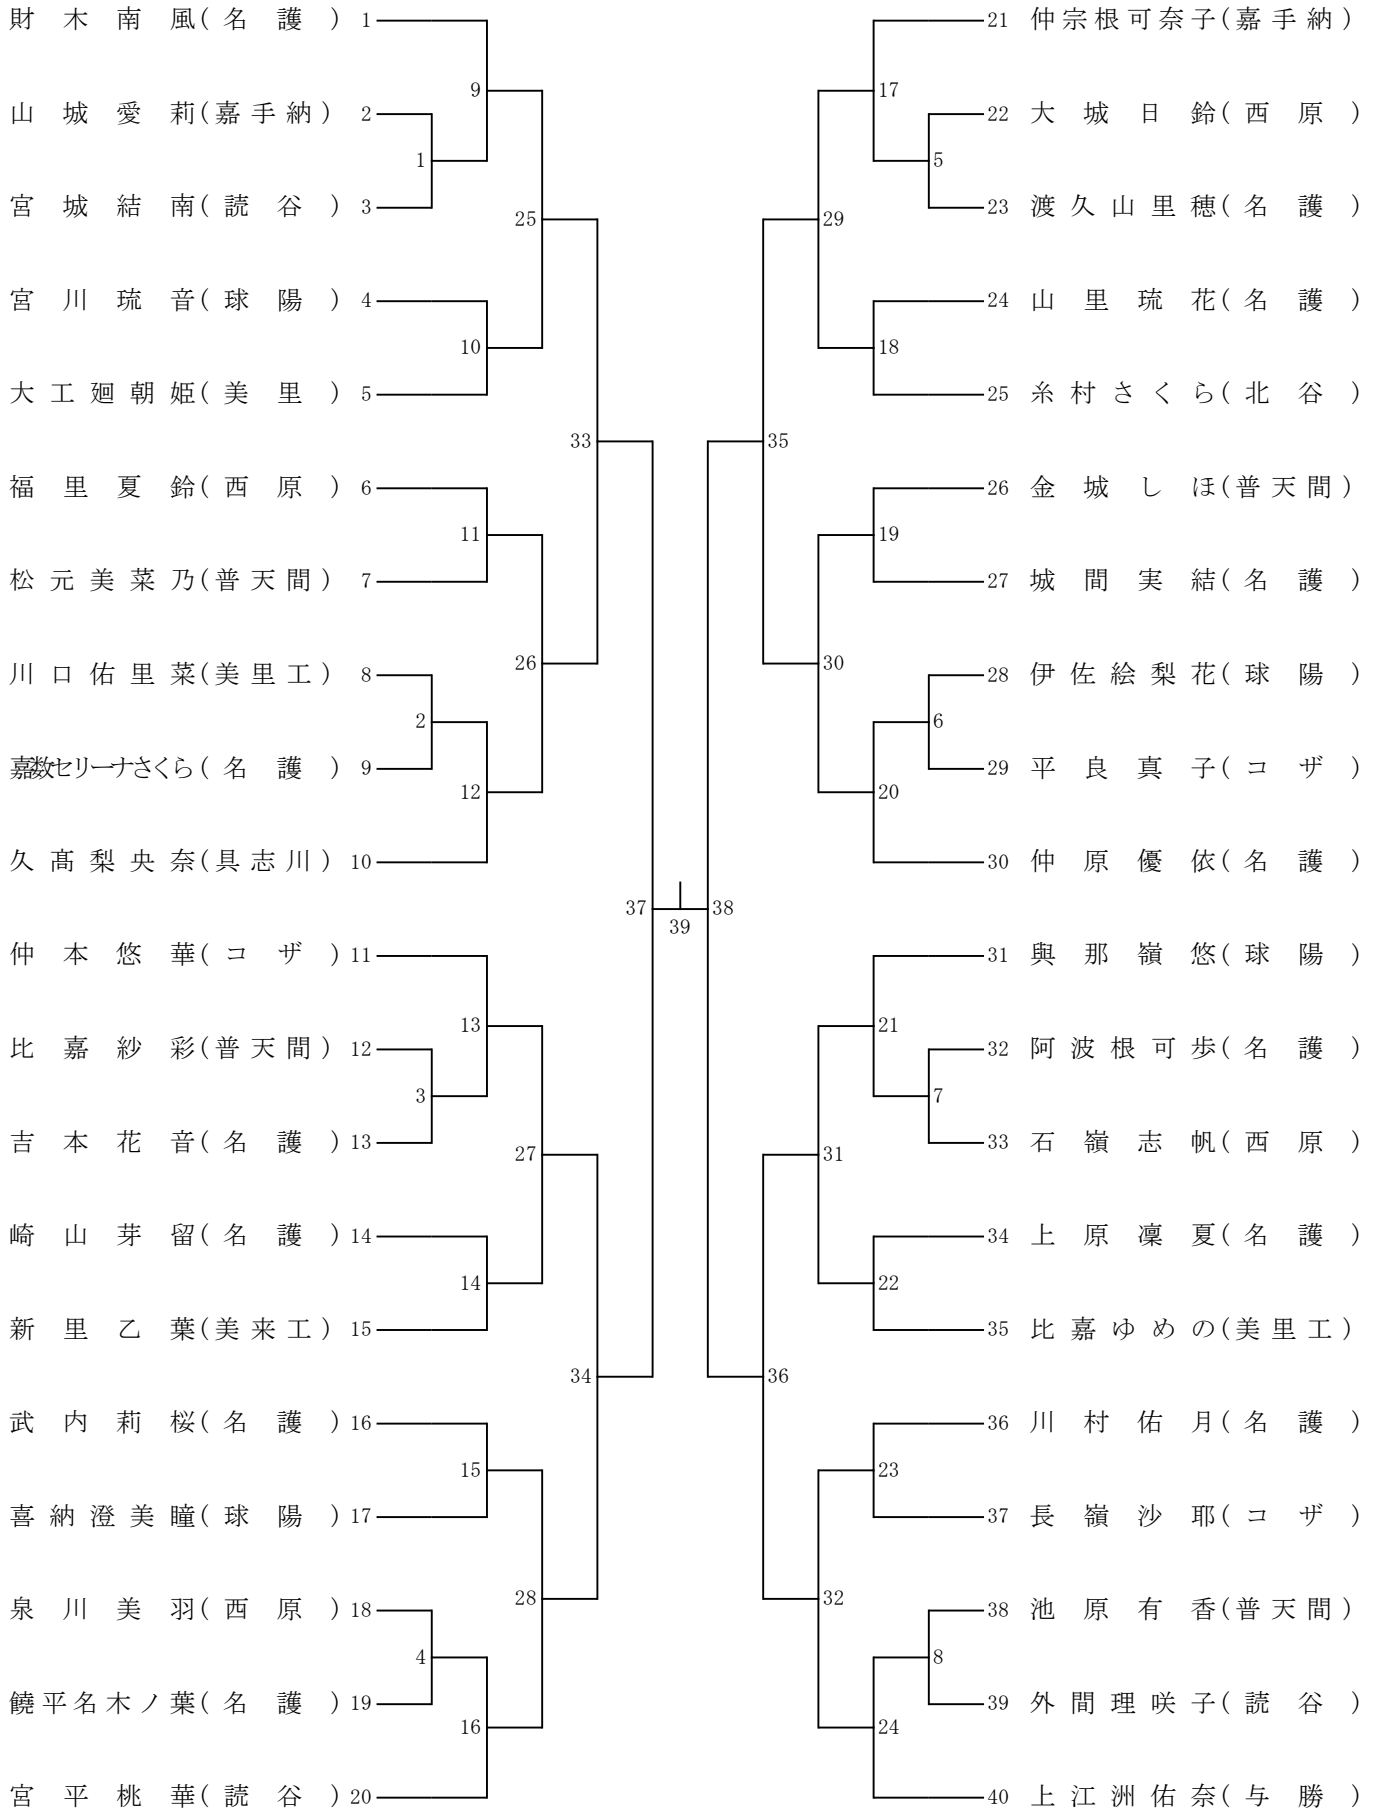 財木南風(名護) 1
9
山城愛莉(嘉手納) 2
1
宮城結南(読谷) 3
25
宮川琉音(球陽) 4
10
大工廻朝姫(美里) 5
33
福里夏鈴(西原) 6
11
松元美菜乃(普天間) 7
26
川口佑里菜(美里工) 8
2
嘉数セリーナさくら(名護) 9
12
久髙梨央奈(具志川) 10
37
仲本悠華(コザ) 11
13
比嘉紗彩(普天間) 12
3
吉本花音(名護) 13
27
崎山芽留(名護) 14
14
新里乙葉(美来工) 15
34
武内莉桜(名護) 16
15
喜納澄美瞳(球陽) 17
28
泉川美羽(西原) 18
4
饒平名木ノ葉(名護) 19
16
宮平桃華(読谷) 20
39
21 仲宗根可奈子(嘉手納)
17
22 大城日鈴(西原)
5
23 渡久山里穂(名護)
29
24 山里琉花(名護)
18
25 糸村さくら(北谷)
35
26 金城しほ(普天間)
19
27 城間実結(名護)
30
28 伊佐絵梨花(球陽)
6
29 平良真子(コザ)
20
30 仲原優依(名護)
38
31 與那嶺悠(球陽)
21
32 阿波根可歩(名護)
7
33 石嶺志帆(西原)
31
34 上原凜夏(名護)
22
35 比嘉ゆめの(美里工)
36
36 川村佑月(名護)
23
37 長嶺沙耶(コザ)
32
38 池原有香(普天間)
8
39 外間理咲子(読谷)
24
40 上江洲佑奈(与勝)